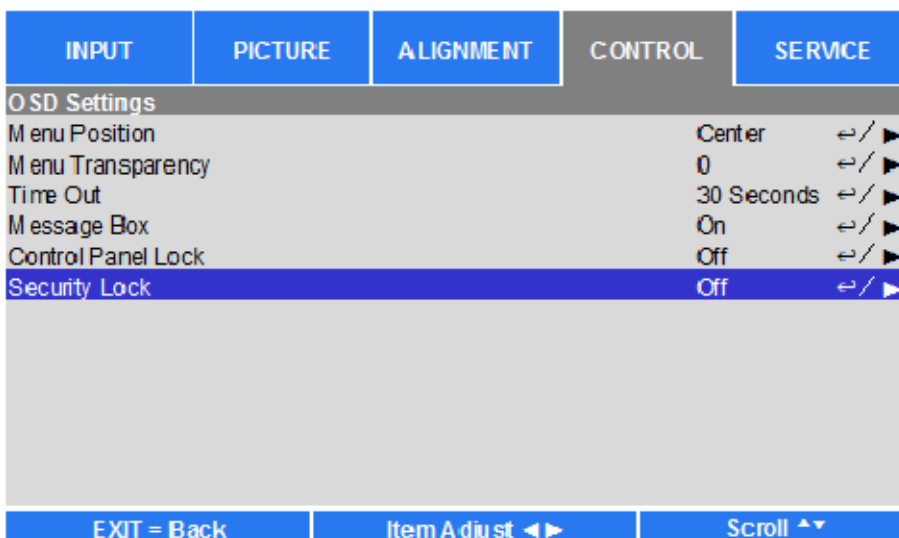 INPUT PICTURE ALIGNMENT CONTROL SERVICE
OSD Settings
Menu Position Center ↵/▶
Menu Transparency 0 ↵/▶
Time Out 30 Seconds ↵/▶
Message Box On ↵/▶
Control Panel Lock Off ↵/▶
Security Lock Off ↵/▶
EXIT = Back Item Adjust ◀▶ Scroll ▲▼